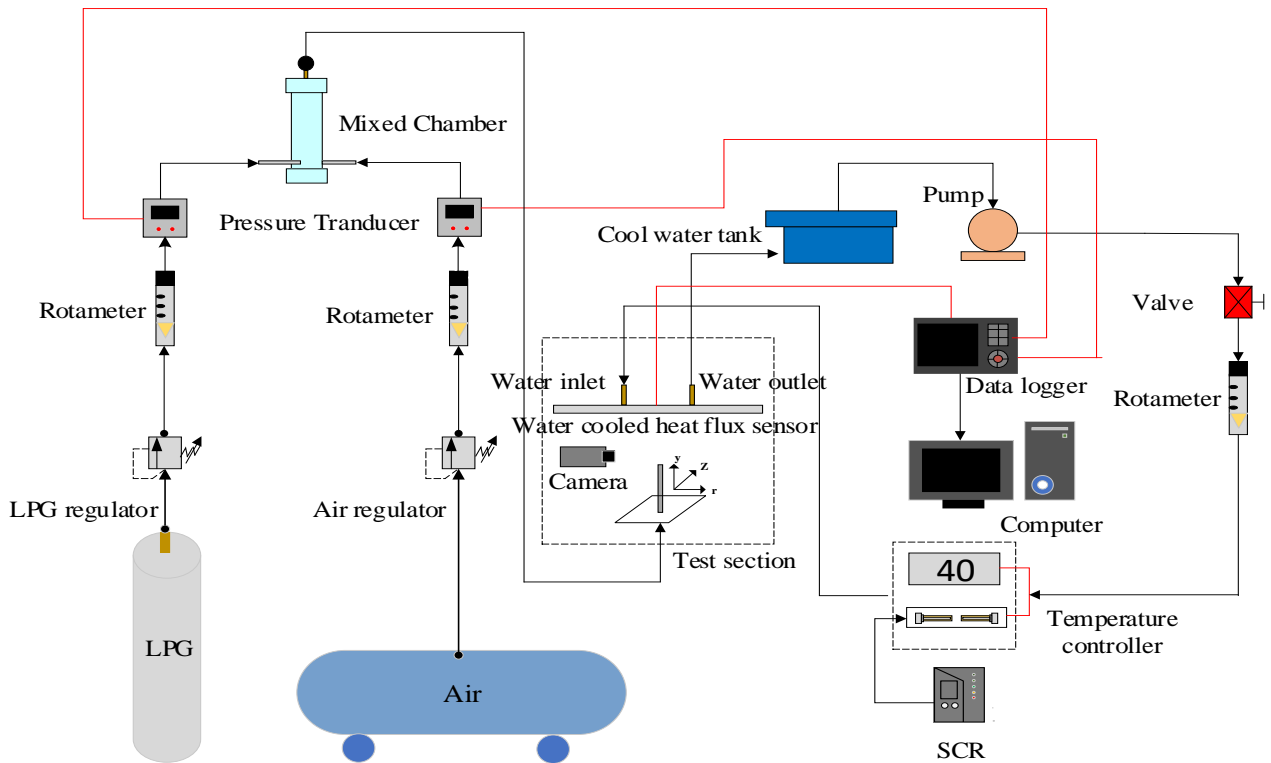 Mixed Chamber
Pressure Tranducer
Pump
Cool water tank
Rotameter
Rotameter
Valve
Water inlet
Water outlet
Data logger
Rotameter
Water cooled heat flux sensor
y
Z
r
Camera
LPG regulator
Air regulator
Computer
Test section
40
Temperature
controller
LPG
Air
SCR